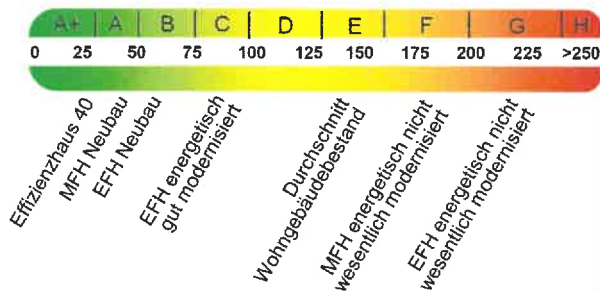 A+ A B C D E F G H
0 25 50 75 100 125 150 175 200 225 >250
Effizienzhaus 40
MFH Neubau
EFH Neubau
EFH energetisch
gut modernisiert
Durchschnitt
Wohngebäudebestand
MFH energetisch nicht
wesentlich modernisiert
EFH energetisch nicht
wesentlich modernisiert